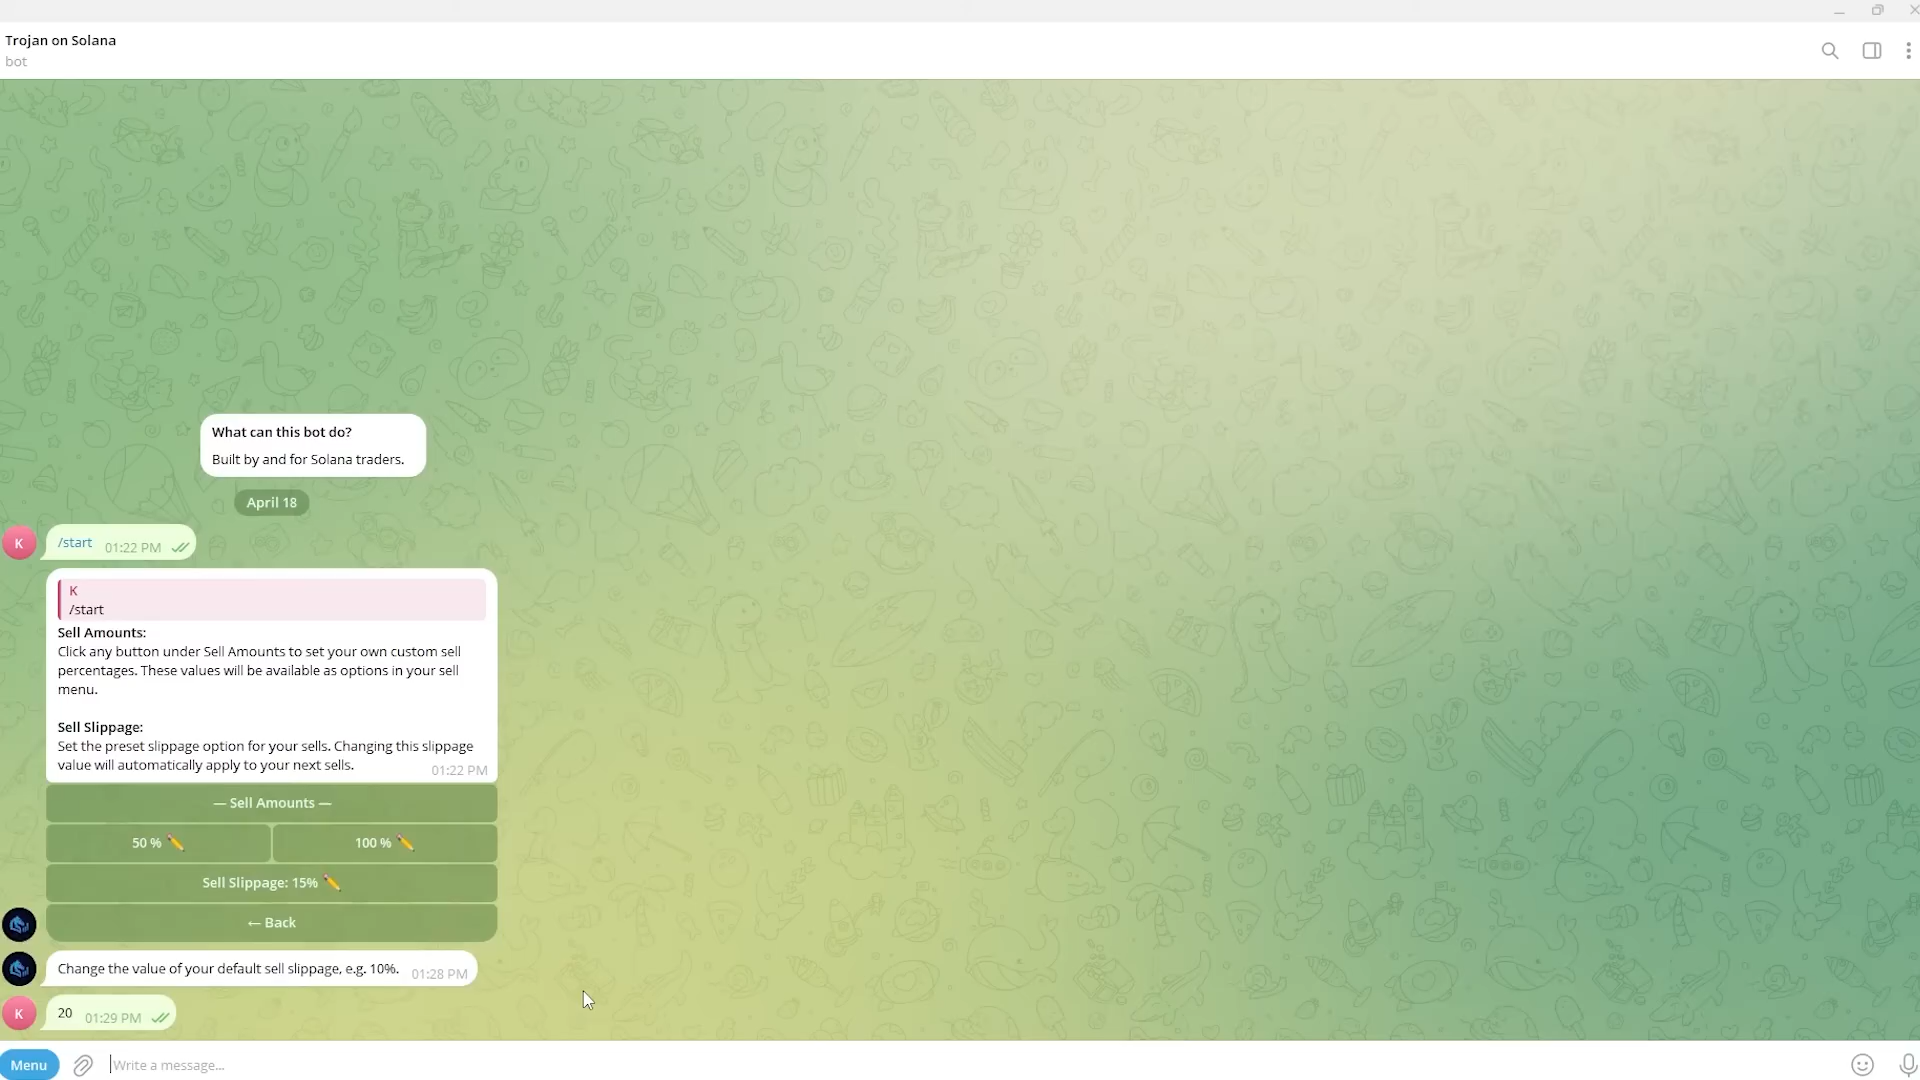 Trojan on Solana
bot
What can this bot do?
Built by and for Solana traders.
April 18
K
/start 01:22 PM
K
/start
Sell Amounts:
Click any button under Sell Amounts to set your own custom sell
percentages. These values will be available as options in your sell
menu.
Sell Slippage:
Set the preset slippage option for your sells. Changing this slippage
value will automatically apply to your next sells. 01:22 PM
— Sell Amounts —
50 % ✏️ 100 % ✏️
Sell Slippage: 15% ✏️
← Back
Change the value of your default sell slippage, e.g. 10%. 01:28 PM
K
20 01:29 PM
Menu Write a message...